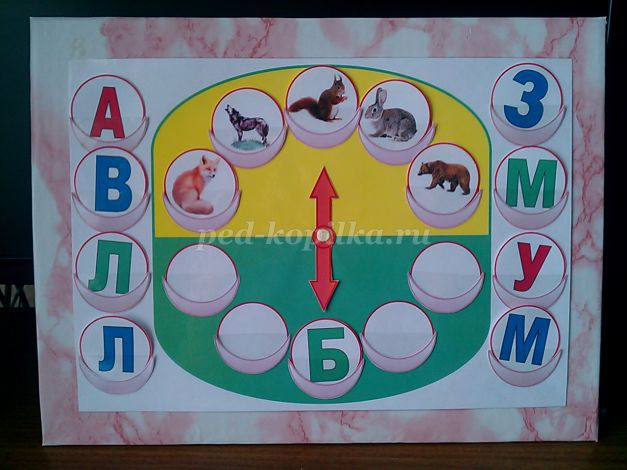 А З
В М
ped-kopilka.ru
Л У
Л Б М